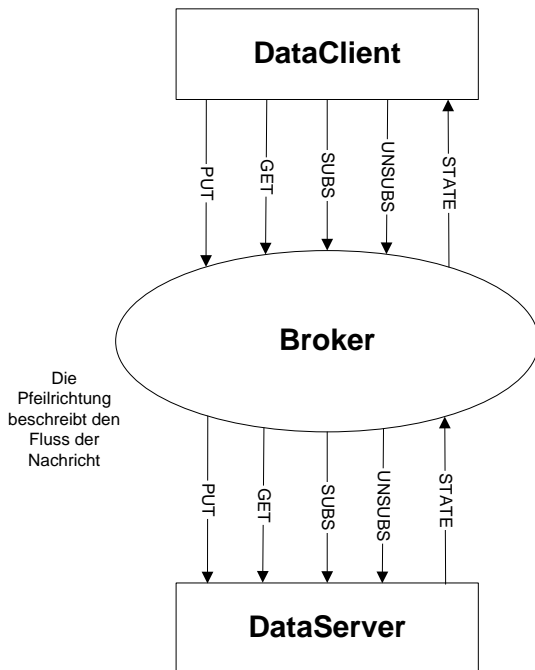 DataClient
PUT
GET
SUBS
UNSUBS
STATE
Broker
Die
Pfeilrichtung
beschreibt den
Fluss der
Nachricht
PUT
GET
SUBS
UNSUBS
STATE
DataServer